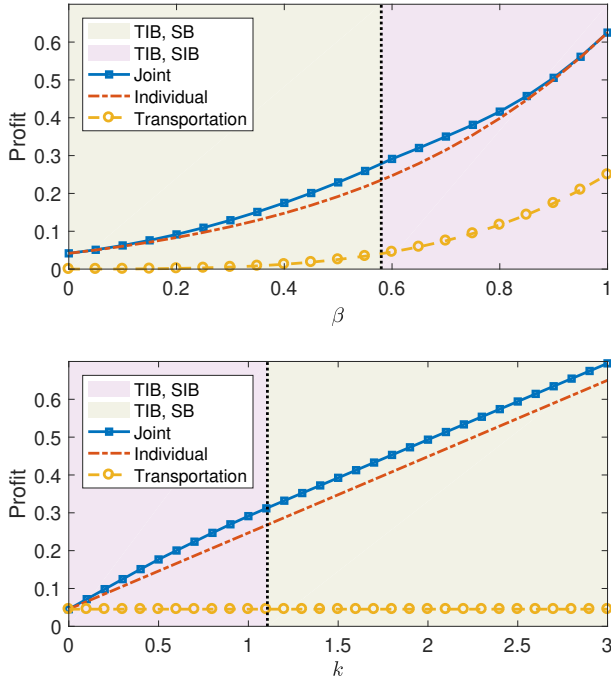 TIB, SB
TIB, SIB
Joint
Individual
Transportation
Profit
0.6
0.5
0.4
0.3
0.2
0.1
0
0 0.2 0.4 0.6 0.8 1
β
TIB, SIB
TIB, SB
Joint
Individual
Transportation
Profit
0.6
0.5
0.4
0.3
0.2
0.1
0
0 0.5 1 1.5 2 2.5 3
k